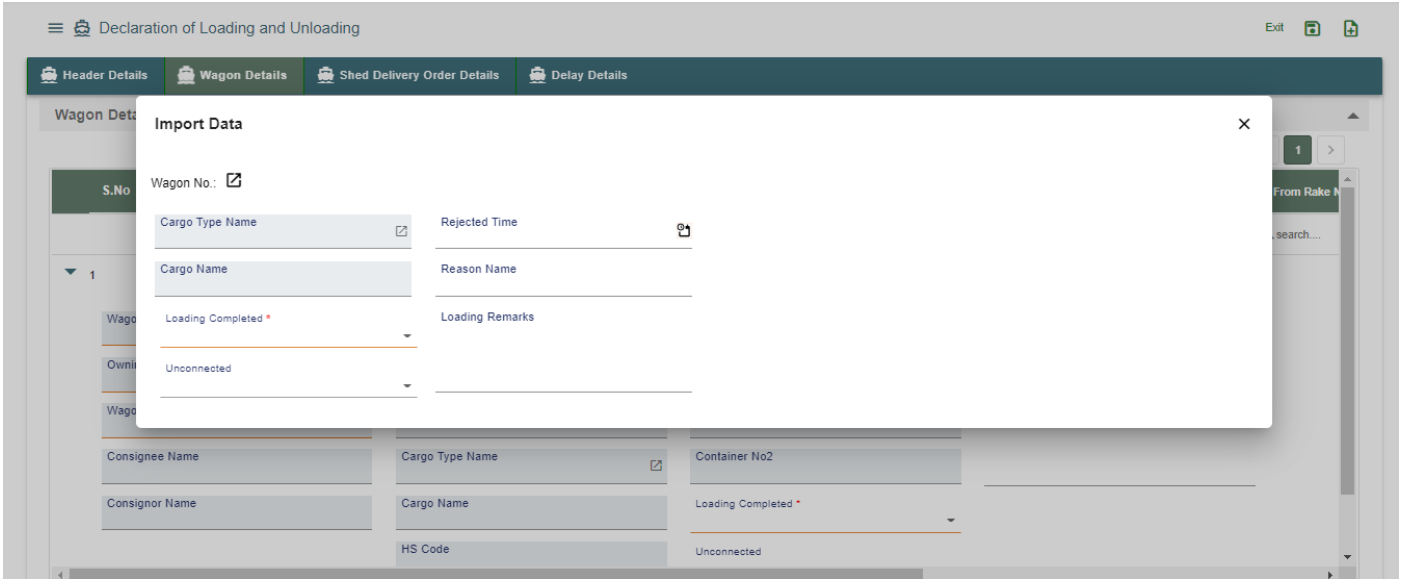 Declaration of Loading and Unloading
Exit
Header Details
Wagon Details
Shed Delivery Order Details
Delay Details
Wagon Deta
Import Data
1
S.No
From Rake N
Wagon No.:
search....
Cargo Type Name
Rejected Time
Cargo Name
Reason Name
1
Loading Completed *
Loading Remarks
Wago
Unconnected
Owni
Wago
Consignee Name
Cargo Type Name
Container No2
Consignor Name
Cargo Name
Loading Completed *
HS Code
Unconnected